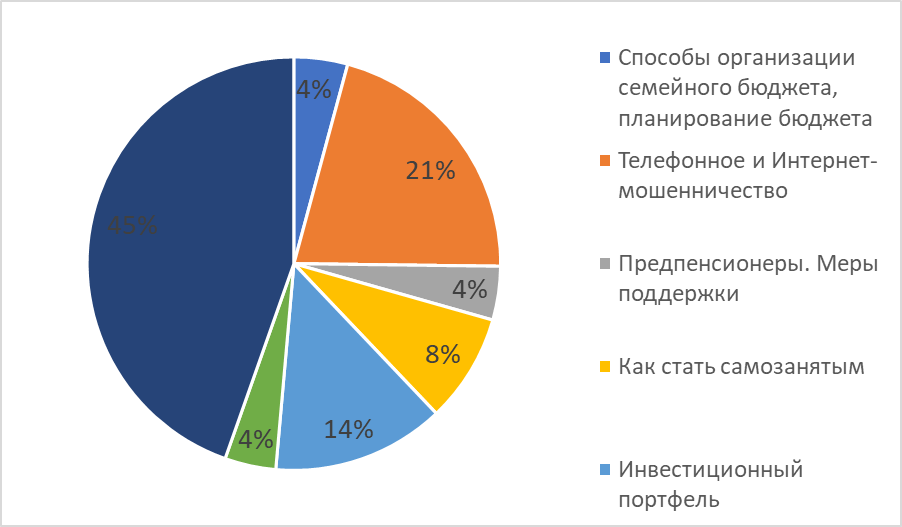 4%
21%
4%
8%
14%
4%
45%
Способы организации
семейного бюджета,
планирование бюджета
Телефонное и Интернет-
мошенничество
Предпенсионеры. Меры
поддержки
Как стать самозанятым
Инвестиционный
портфель